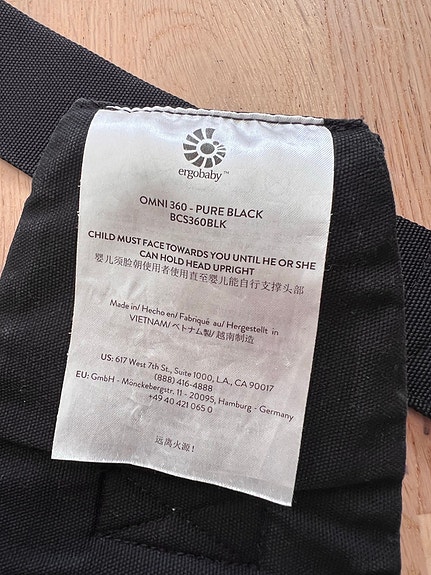 ergobaby™
OMNI 360 - PURE BLACK
BCS360BLK
CHILD MUST FACE TOWARDS YOU UNTIL HE OR SHE
CAN HOLD HEAD UPRIGHT
婴儿须脸朝使用者使用直至婴儿能自行支撑头部
Made in/ Hecho en/ Fabriqué au/ Hergestellt in
VIETNAM/ ベトナム製/ 越南制造
US: 617 West 7th St., Suite 1000, L.A., CA 90017
(888) 416-4888
EU: GmbH - Mönckebergstr. 11 - 20095, Hamburg - Germany
+49 40 421 065 0
远离火源!